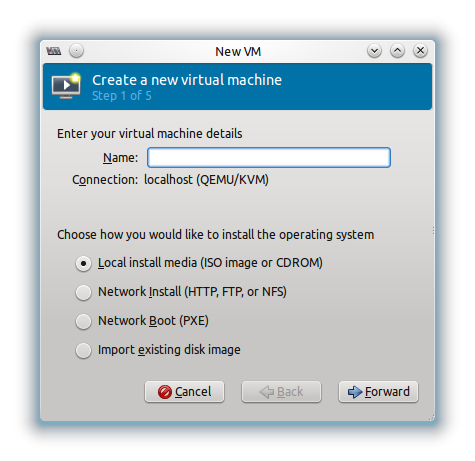 New VM
Create a new virtual machine
Step 1 of 5
Enter your virtual machine details
Name:
Connection: localhost (QEMU/KVM)
Choose how you would like to install the operating system
Local install media (ISO image or CDROM)
Network Install (HTTP, FTP, or NFS)
Network Boot (PXE)
Import existing disk image
Cancel Back Forward